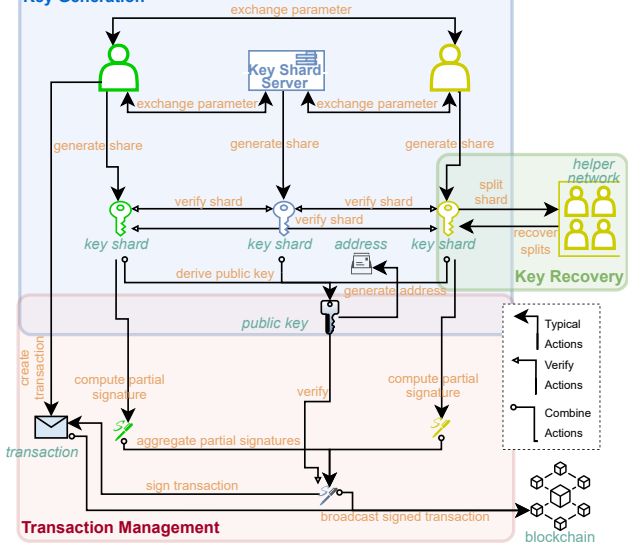 Key Generation
exchange parameter
Key Shard
Server
exchange parameter
exchange parameter
generate share
generate share
generate share
helper
network
split
shard
verify shard
verify shard
verify shard
recover
splits
key shard
key shard
address
key shard
derive public key
Key Recovery
generate address
public key
Typical
Actions
Verify
Actions
Combine
Actions
create
transaction
compute partial
signature
verify
compute partial
signature
aggregate partial signatures
transaction
sign transaction
broadcast signed transaction
Transaction Management
blockchain